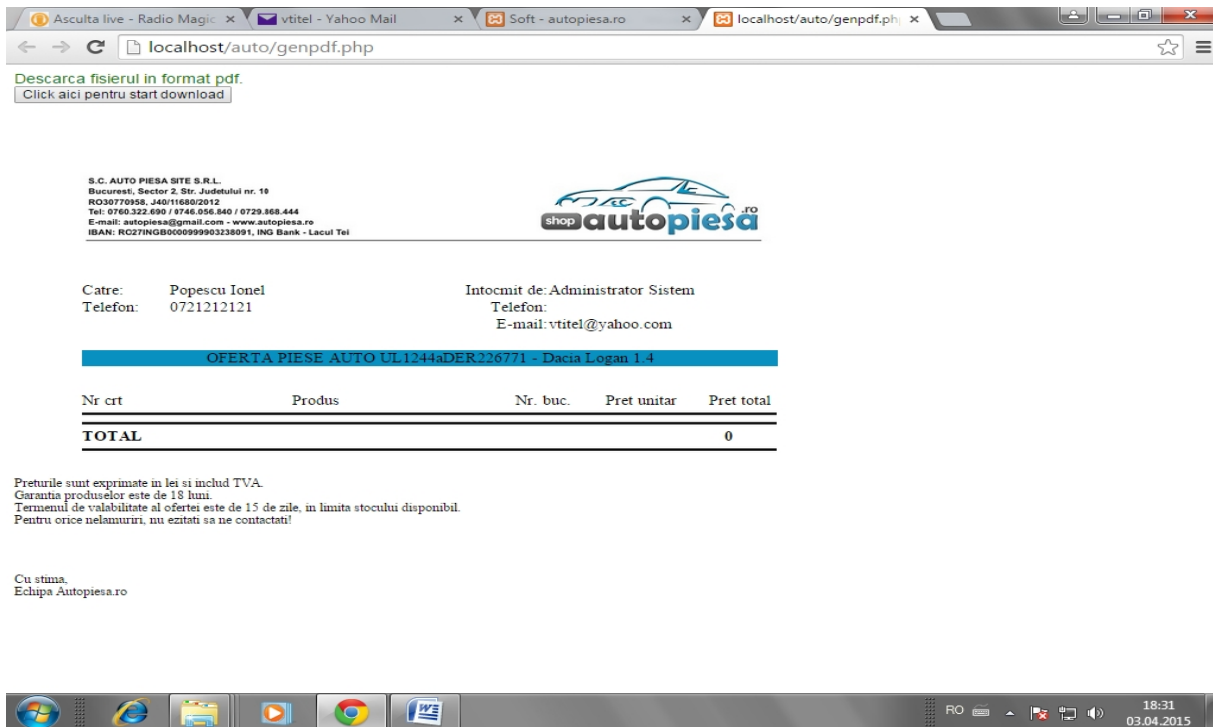 Asculta live - Radio Magic
vtitel - Yahoo Mail
Soft - autopiesa.ro
localhost/auto/genpdf.ph
localhost/auto/genpdf.php
Descarca fisierul in format pdf.
Click aici pentru start download
S.C. AUTO PIESA SITE S.R.L.
Bucuresti, Sector 2, Str. Judetului nr. 10
RO30770958, J40/11680/2012
Tel: 0760.322.690 / 0746.056.840 / 0729.868.444
E-mail: autopiesa@gmail.com - www.autopiesa.ro
IBAN: RO27INGB0000999903238091, ING Bank - Lacul Tei
shop autopiesa .ro
Catre: Popescu Ionel Intocmit de: Administrator Sistem
Telefon: 0721212121 Telefon:
E-mail: vtitel@yahoo.com
OFERTA PIESE AUTO UL1244aDER226771 - Dacia Logan 1.4
Nr crt Produs Nr. buc. Pret unitar Pret total
TOTAL 0
Preturile sunt exprimate in lei si includ TVA.
Garantia produselor este de 18 luni.
Termenul de valabilitate al ofertei este de 15 de zile, in limita stocului disponibil.
Pentru orice nelamuriri, nu ezitati sa ne contactati!
Cu stima,
Echipa Autopiesa.ro
RO 18:31
03.04.2015